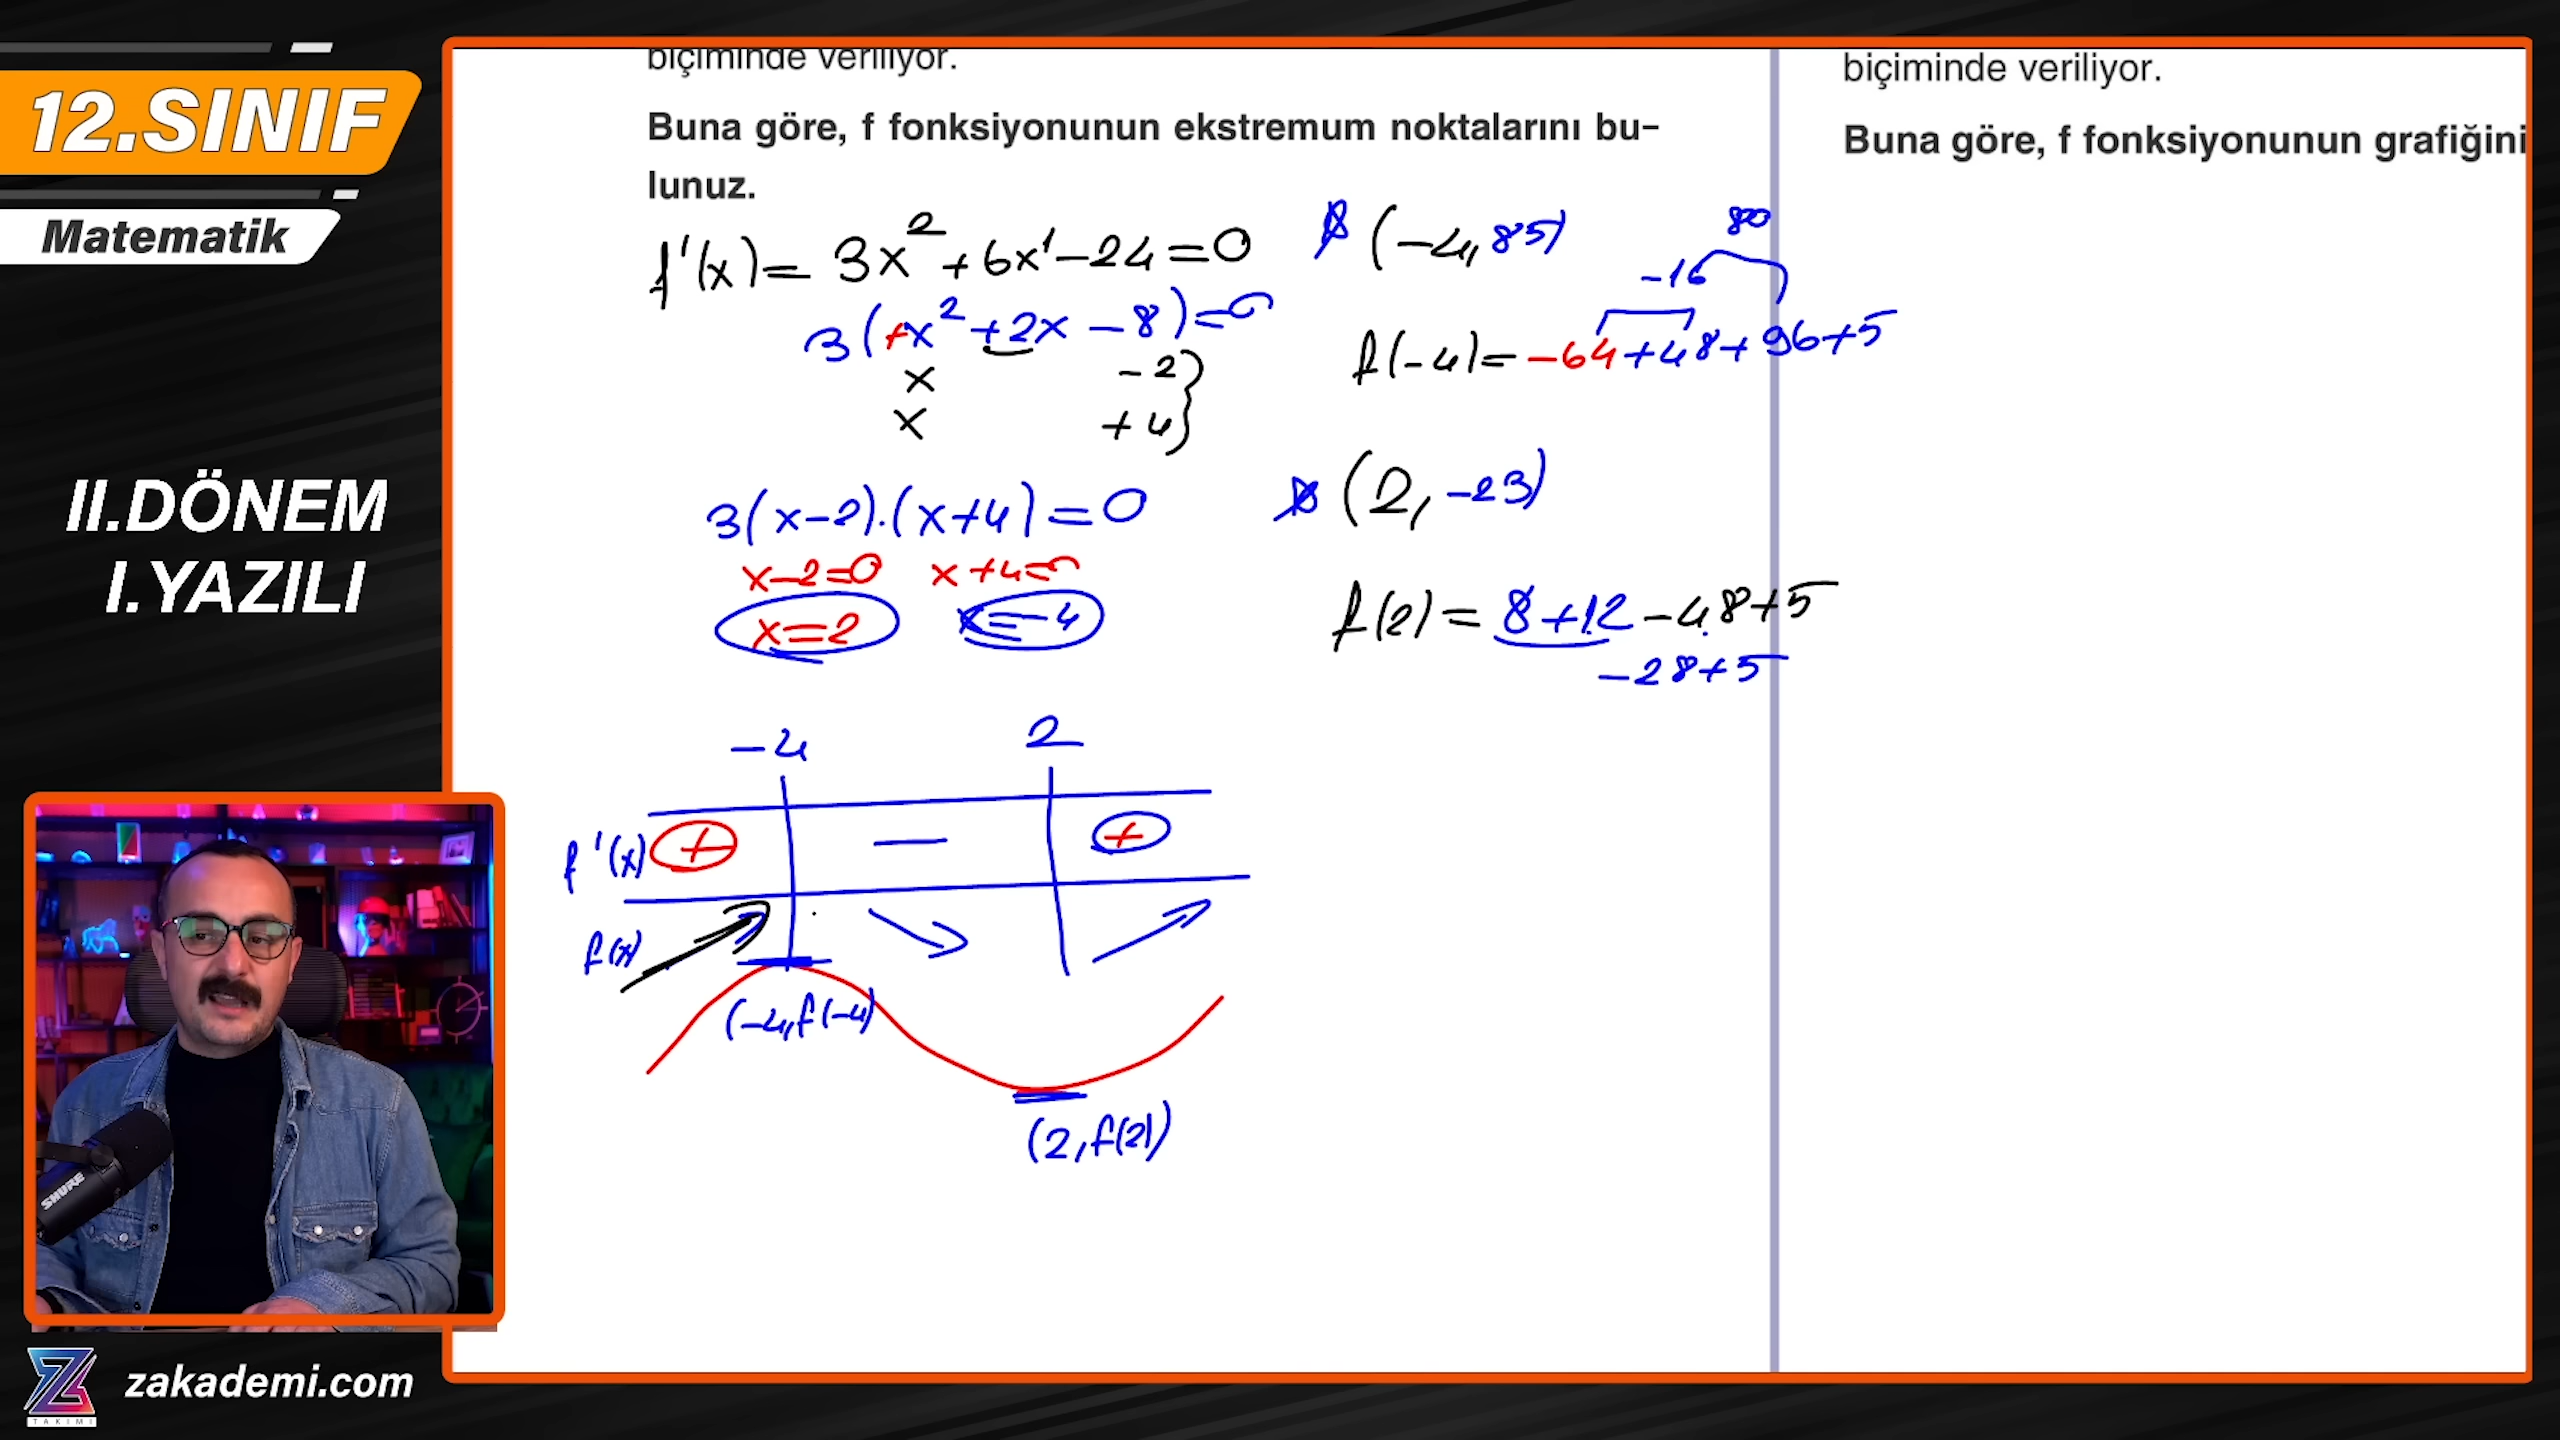 12.SINIF
Matematik
II.DÖNEM
I.YAZILI
biçiminde veriliyor.
Buna göre, f fonksiyonunun ekstremum noktalarını bu-
lunuz.
f'(x)= 3x²+6x¹-24=0
3(+x²+2x-8)=0
x -2
x +4
3(x-2).(x+4)=0
x-2=0 x+4=0
x=2 x=-4
-4 2
f'(x) + — +
f(x)
(-4,f(-4)
(2,f(2))
(-4,85)
80
-16
f(-4)=-64+48+96+5
(2,-23)
f(2)=8+12-48+5
-28+5
biçiminde veriliyor.
Buna göre, f fonksiyonunun grafiğini
SHURE
TAKIMI
zakademi.com